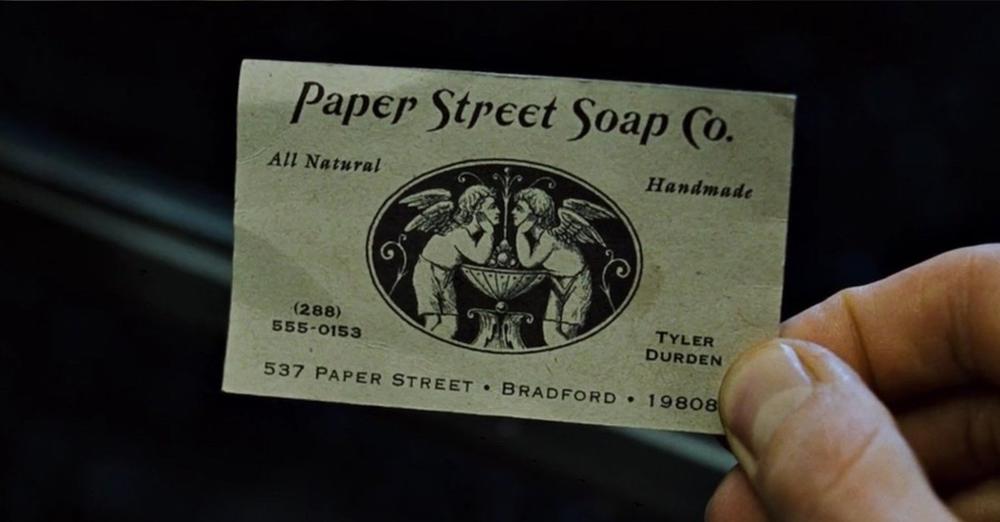 Paper Street Soap Co.
All Natural
Handmade
(288)
555-0153
TYLER
DURDEN
537 PAPER STREET • BRADFORD • 19808